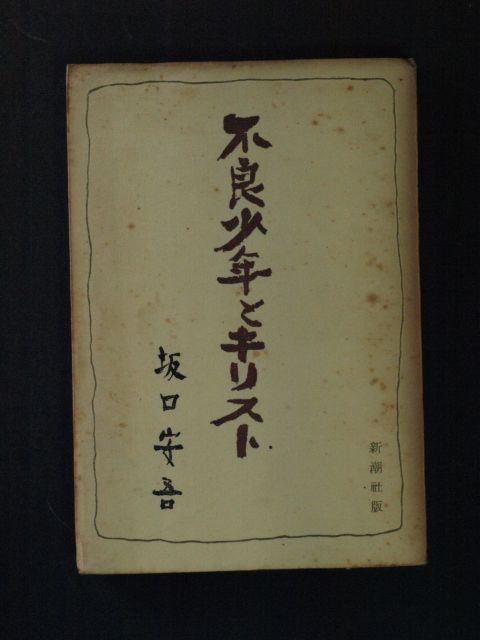 不良少年とキリスト
坂口安吾
新潮社版